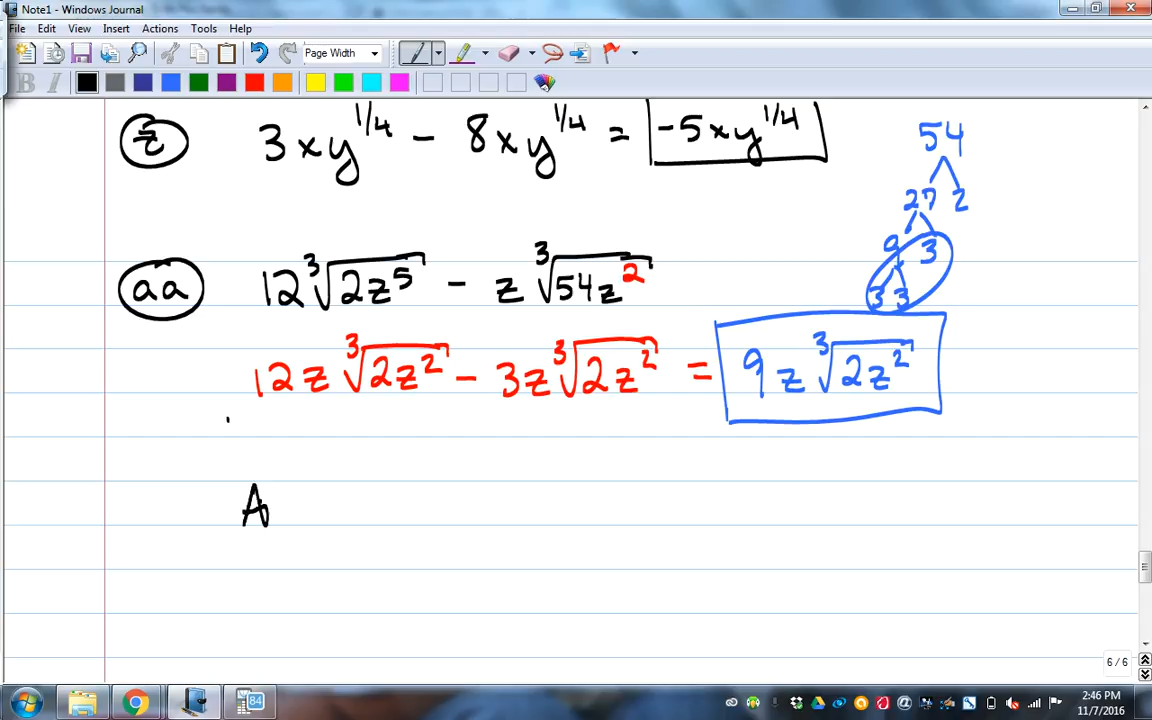 Note1 - Windows Journal
File Edit View Insert Actions Tools Help
Page Width
B I
z 3xy^{1/4} - 8xy^{1/4} = -5xy^{1/4}
54
27 2
9 3
3 3
aa 12∛(2z^5) - z∛(54z^2)
12z∛(2z^2) - 3z∛(2z^2) = 9z∛(2z^2)
A
6 / 6
84
2:46 PM
11/7/2016